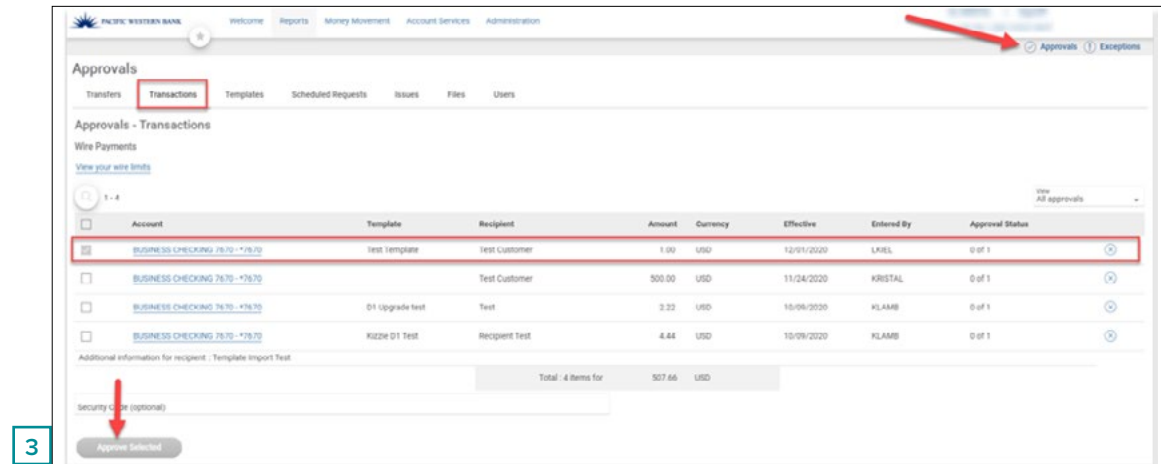 PACIFIC WESTERN BANK Welcome Reports Money Movement Account Services Administration
Approvals Exceptions
Approvals
Transfers Transactions Templates Scheduled Requests Issues Files Users
Approvals - Transactions
Wire Payments
View your wire limits
1 - 4
View
All approvals
Account Template Recipient Amount Currency Effective Entered By Approval Status
BUSINESS CHECKING 7670 - *7670 Test Template Test Customer 1.00 USD 12/01/2020 LKIEL 0 of 1
BUSINESS CHECKING 7670 - *7670 Test Customer 500.00 USD 11/24/2020 KRISTAL 0 of 1
BUSINESS CHECKING 7670 - *7670 D1 Upgrade test Test 2.22 USD 10/09/2020 KLAMB 0 of 1
BUSINESS CHECKING 7670 - *7670 Kizzie D1 Test Recipient Test 4.44 USD 10/09/2020 KLAMB 0 of 1
Additional information for recipient : Template Import Test
Total : 4 items for 507.66 USD
Security (optional)
Approve Selected
3